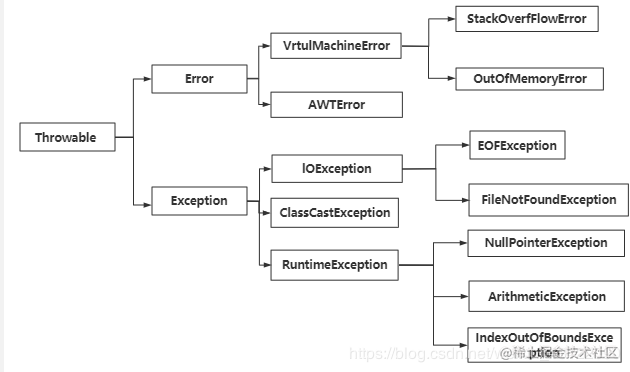 StackOverfFlowError
VrtulMachineError
Error
OutOfMemoryError
AWTError
Throwable
EOFException
IOException
Exception
FileNotFoundException
ClassCastException
NullPointerException
RuntimeException
ArithmeticException
IndexOutOfBoundsExce
ption
https://blog.csdn.net/
@稀土掘金技术社区